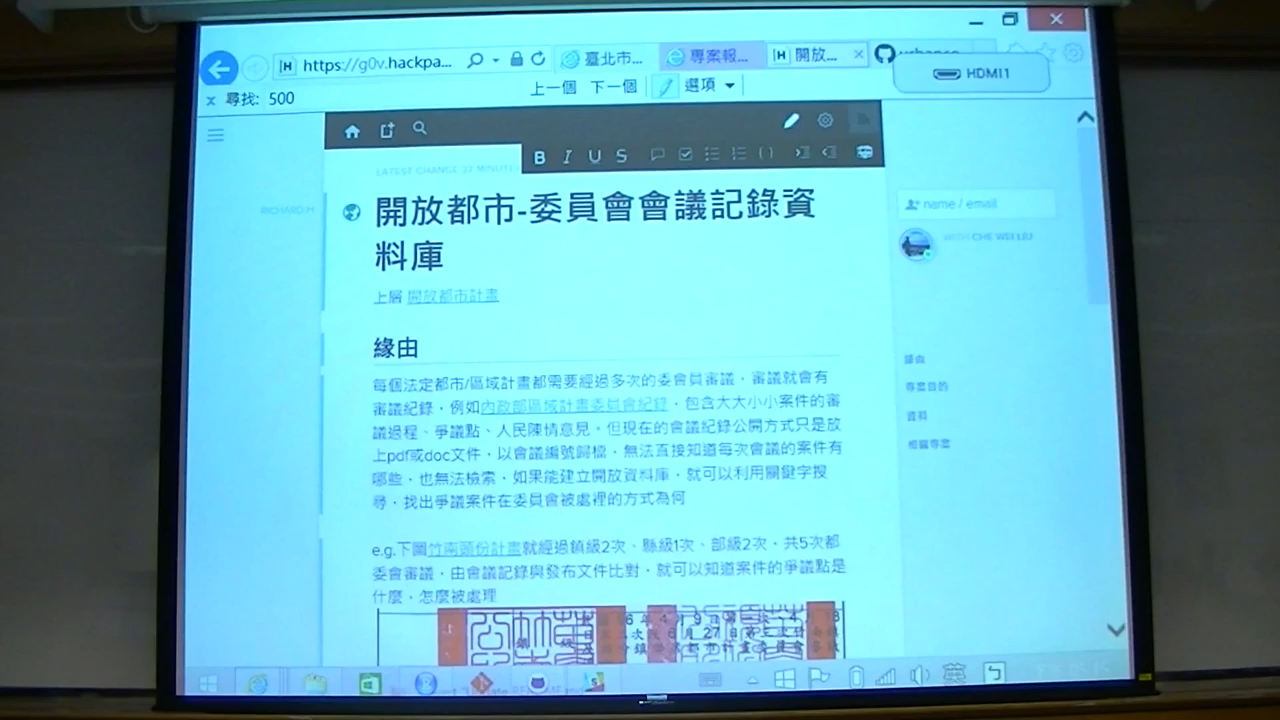 https://g0v.hackpa...
臺北市...
專案報...
開放...
HDMI1
x 尋找: 500
上一個 下一個 選項
B I U S
LATEST CHANGE
RICHARD H
開放都市-委員會會議記錄資
料庫
name / email
WITH CHE WEI LIU
上層 開放都市計畫
緣由
每個法定都市/區域計畫都需要經過多次的委會員審議，審議就會有
審議紀錄，例如內政部區域計畫委員會紀錄，包含大大小小案件的審
議過程、爭議點、人民陳情意見。但現在的會議紀錄公開方式只是放
上pdf或doc文件，以會議編號歸檔，無法直接知道每次會議的案件有
哪些，也無法檢索，如果能建立開放資料庫，就可以利用關鍵字搜
尋，找出爭議案件在委員會被處裡的方式為何
緣由
專案目的
資料
相關專案
e.g.下圖竹南頭份計畫就經過鎮級2次、縣級1次、部級2次，共5次都
委會審議，由會議記錄與發布文件比對，就可以知道案件的爭議點是
什麼，怎麼被處理
英